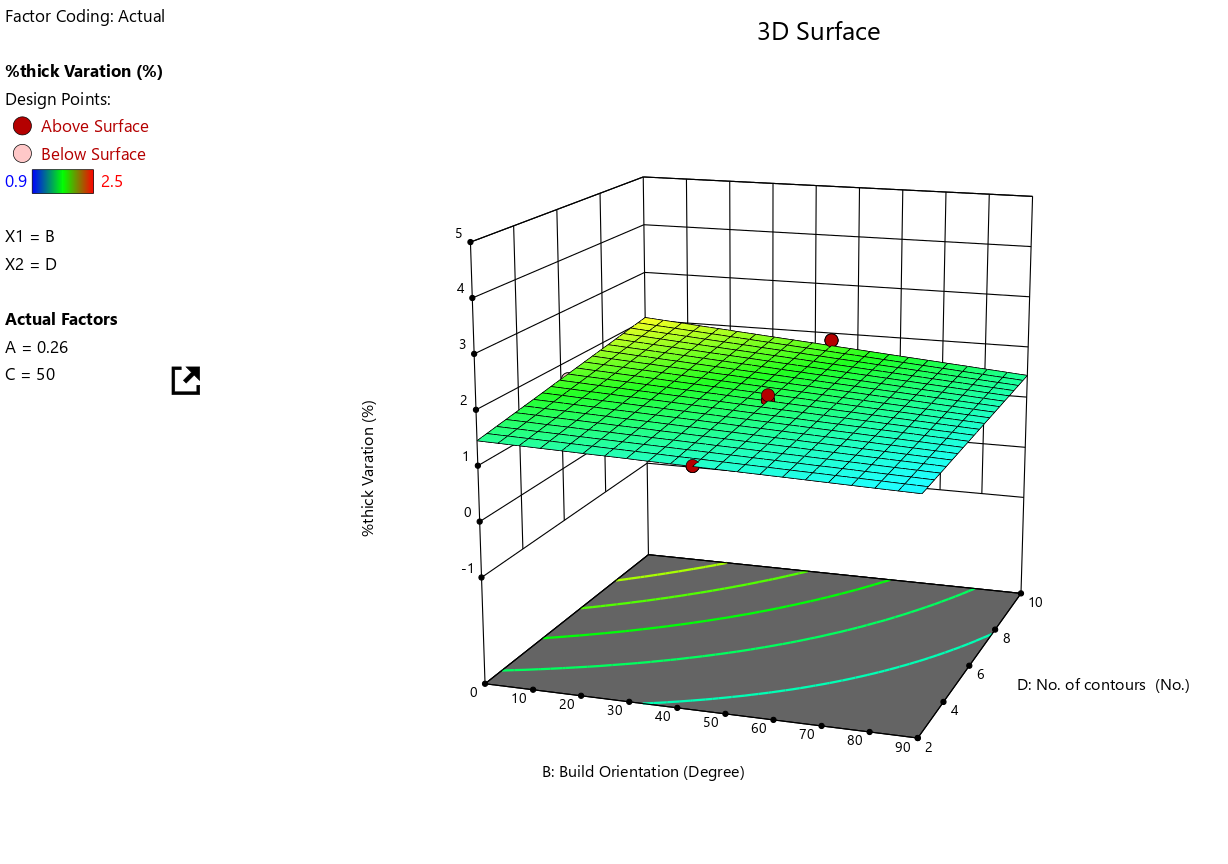 Factor Coding: Actual
3D Surface
%thick Varation (%)
Design Points:
Above Surface
Below Surface
0.9 2.5
X1 = B
X2 = D
Actual Factors
A = 0.26
C = 50
5
4
3
2
1
0
-1
%thick Varation (%)
0
10
20
30
40
50
60
70
80
90
2
4
6
8
10
B: Build Orientation (Degree)
D: No. of contours (No.)